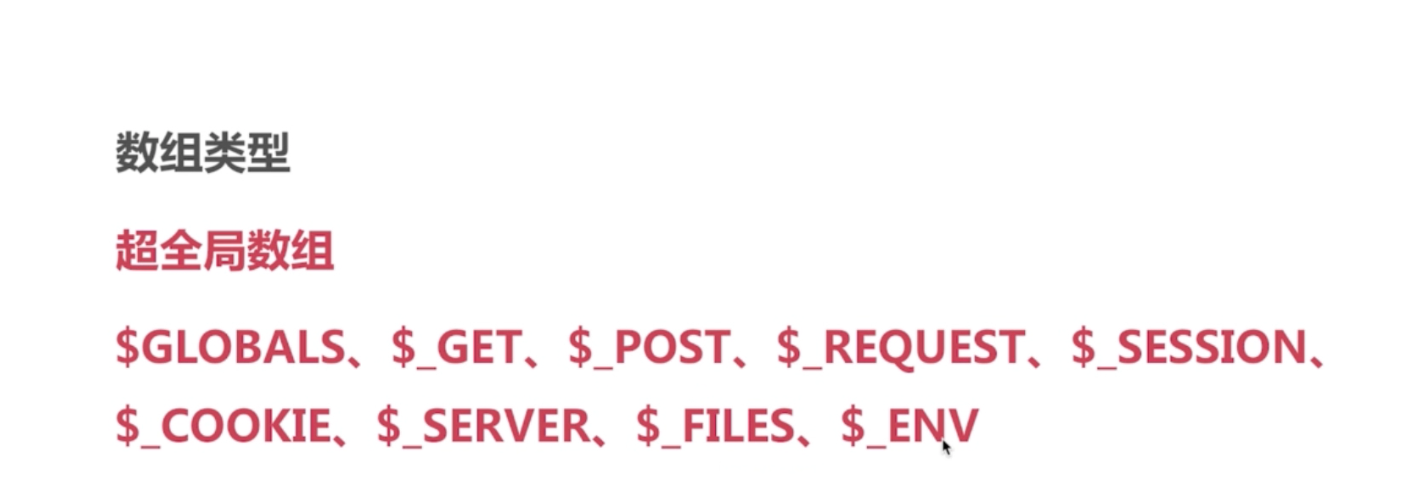 数组类型
超全局数组
$GLOBALS、$_GET、$_POST、$_REQUEST、$_SESSION、
$_COOKIE、$_SERVER、$_FILES、$_ENV